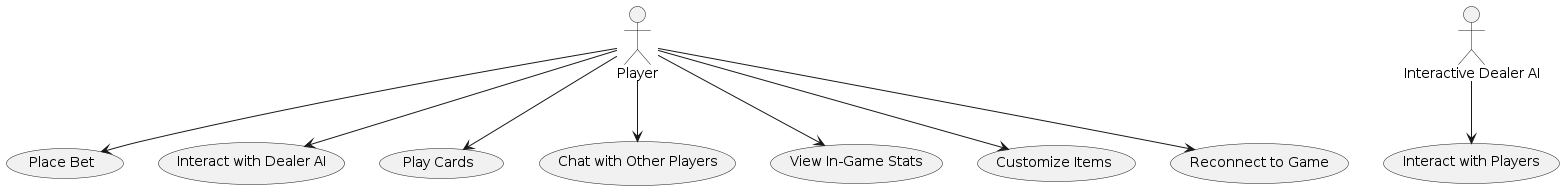 Player
Interactive Dealer AI
Place Bet
Interact with Dealer AI
Play Cards
Chat with Other Players
View In-Game Stats
Customize Items
Reconnect to Game
Interact with Players